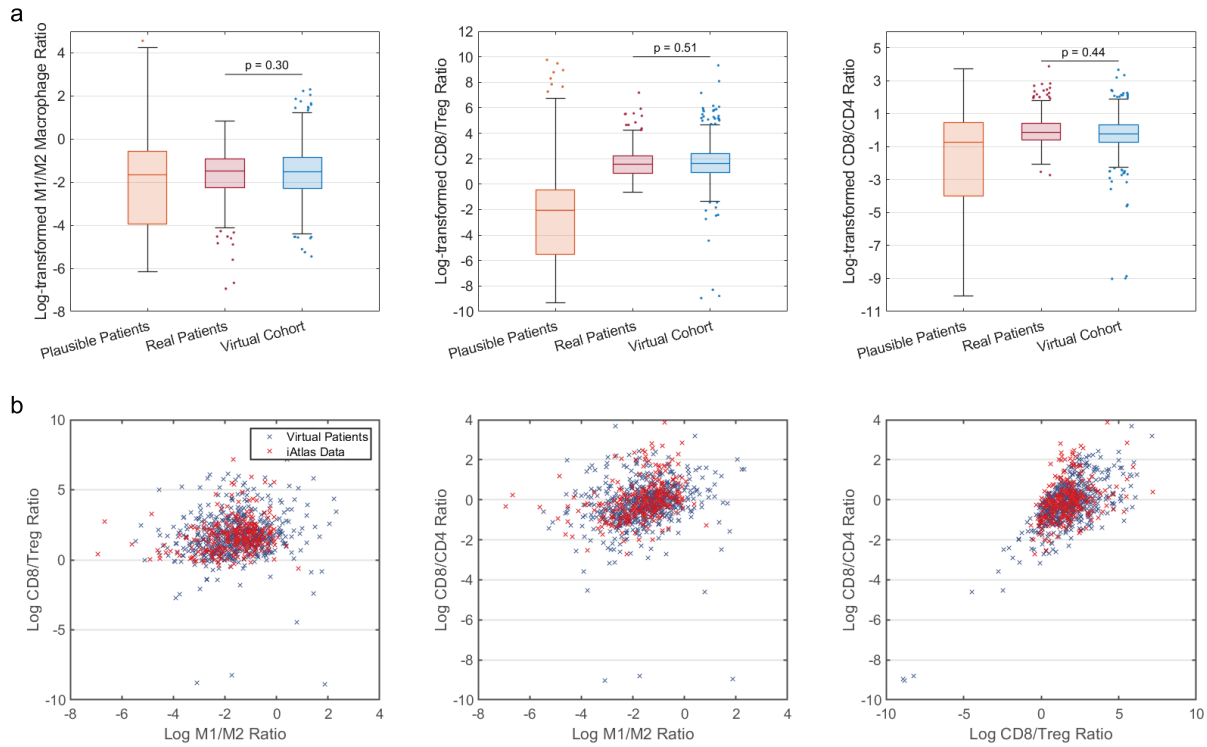 a
Log-transformed M1/M2 Macrophage Ratio
4
2
0
-2
-4
-6
-8
p = 0.30
Plausible Patients
Real Patients
Virtual Cohort
Log-transformed CD8/Treg Ratio
12
10
8
6
4
2
0
-2
-4
-6
-8
-10
p = 0.51
Plausible Patients
Real Patients
Virtual Cohort
Log-transformed CD8/CD4 Ratio
5
3
1
-1
-3
-5
-7
-9
-11
p = 0.44
Plausible Patients
Real Patients
Virtual Cohort
b
Log CD8/Treg Ratio
10
5
0
-5
-10
Virtual Patients
iAtlas Data
-8 -6 -4 -2 0 2 4
Log M1/M2 Ratio
Log CD8/CD4 Ratio
4
2
0
-2
-4
-6
-8
-10
-8 -6 -4 -2 0 2 4
Log M1/M2 Ratio
Log CD8/CD4 Ratio
4
2
0
-2
-4
-6
-8
-10
-10 -5 0 5 10
Log CD8/Treg Ratio